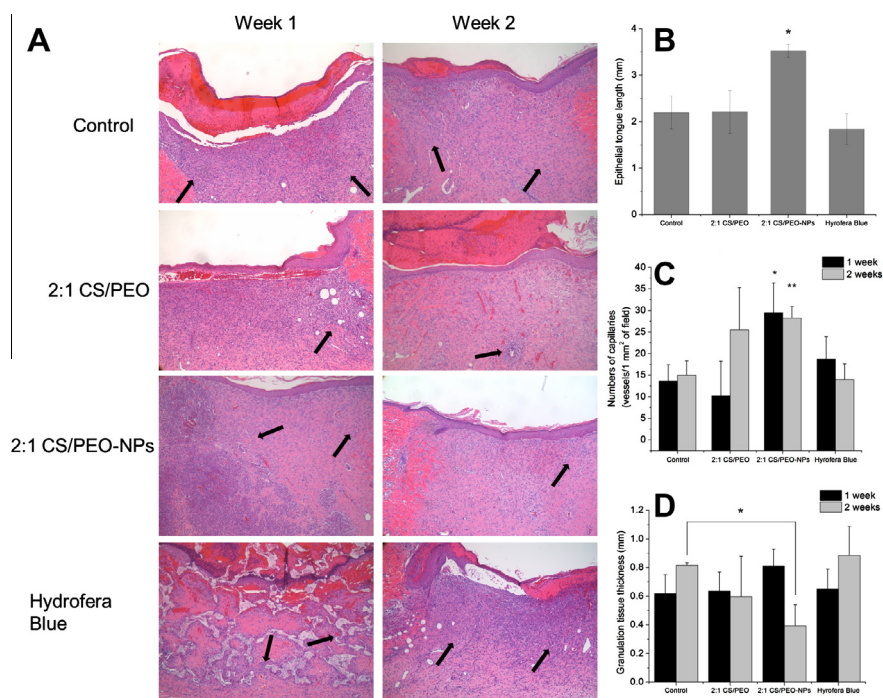 A
Week 1
Week 2
Control
2:1 CS/PEO
2:1 CS/PEO-NPs
Hydrofera
Blue
B
Epithelial tongue length (mm)
4
3
2
1
0
*
Control
2:1 CS/PEO
2:1 CS/PEO-NPs
Hyrofera Blue
C
1 week
2 weeks
Numbers of capillaries
(vessels/1 mm² of field)
40
35
30
25
20
15
10
5
0
*
**
Control
2:1 CS/PEO
2:1 CS/PEO-NPs
Hyrofera Blue
D
1 week
2 weeks
Granulation tissue thickness (mm)
1.2
1.0
0.8
0.6
0.4
0.2
0.0
*
Control
2:1 CS/PEO
2:1 CS/PEO-NPs
Hyrofera Blue